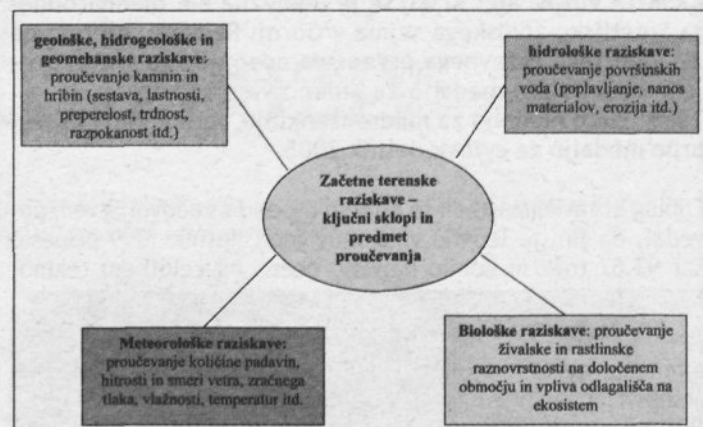 geološke, hidrogeološke in
geomehanske raziskave:
proučevanje kamnin in
hribin (sestava, lastnosti,
preperelost, trdnost,
razpokanost itd.)
hidrološke raziskave:
proučevanje površinskih
voda (poplavljanje, nanos
materialov, erozija itd.)
Začetne terenske
raziskave –
ključni sklopi in
predmet
proučevanja
Meteorološke raziskave:
proučevanje količine padavin,
hitrosti in smeri vetra, zračnega
tlaka, vlažnosti, temperatur itd.
Biološke raziskave: proučevanje
živalske in rastlinske
raznovrstnosti na določenem
območju in vpliva odlagališča na
ekosistem